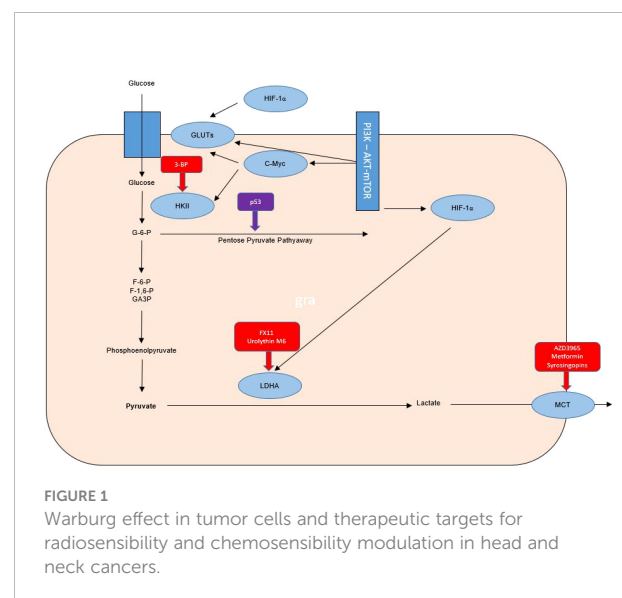 Glucose
HIF-1α
GLUTs
PI3K – AKT-mTOR
3-BP
C-Myc
Glucose
HKII
p53
HIF-1α
G-6-P
Pentose Pyruvate Pathyaway
F-6-P
F-1,6-P
GA3P
gra
FX11
Urolythin M6
Phosphoenolpyruvate
AZD3965
Metformin
Syrosingopins
LDHA
Pyruvate
Lactate
MCT
FIGURE 1
Warburg effect in tumor cells and therapeutic targets for
radiosensibility and chemosensibility modulation in head and
neck cancers.